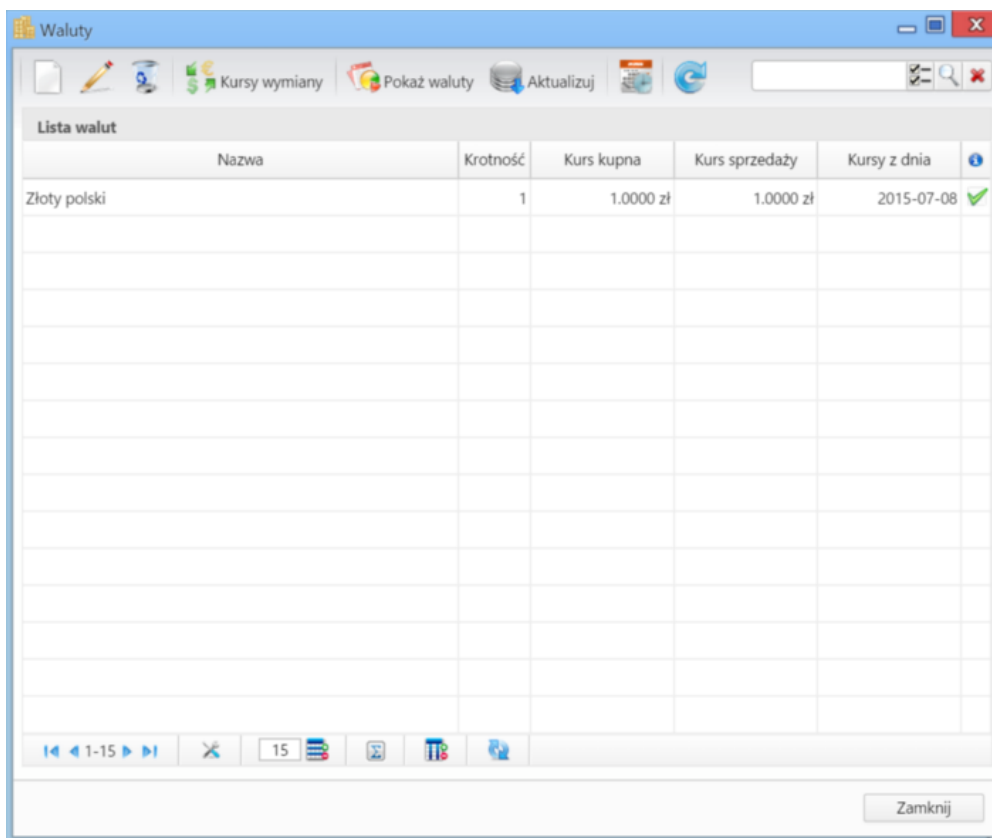 Waluty
Kursy wymiany Pokaż waluty Aktualizuj
Lista walut
Nazwa Krotność Kurs kupna Kurs sprzedaży Kursy z dnia
Złoty polski 1 1.0000 zł 1.0000 zł 2015-07-08
1-15 15
Zamknij